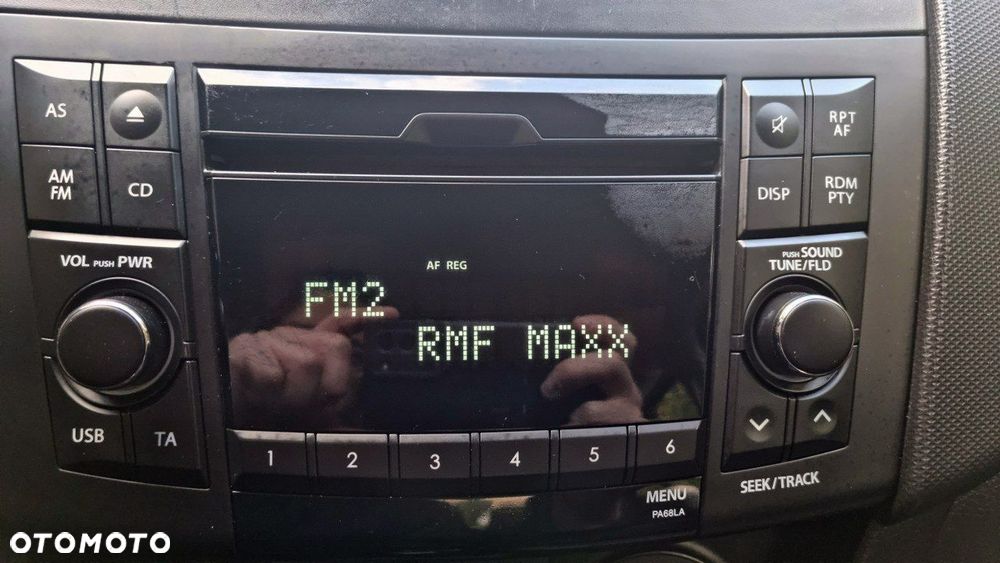 AS
AM
FM
CD
VOL PUSH PWR
USB
TA
AF REG
FM2
RMF MAXX
1 2 3 4 5 6
MENU
PA68LA
RPT
AF
DISP
RDM
PTY
PUSH SOUND
TUNE/FLD
SEEK/TRACK
OTOMOTO